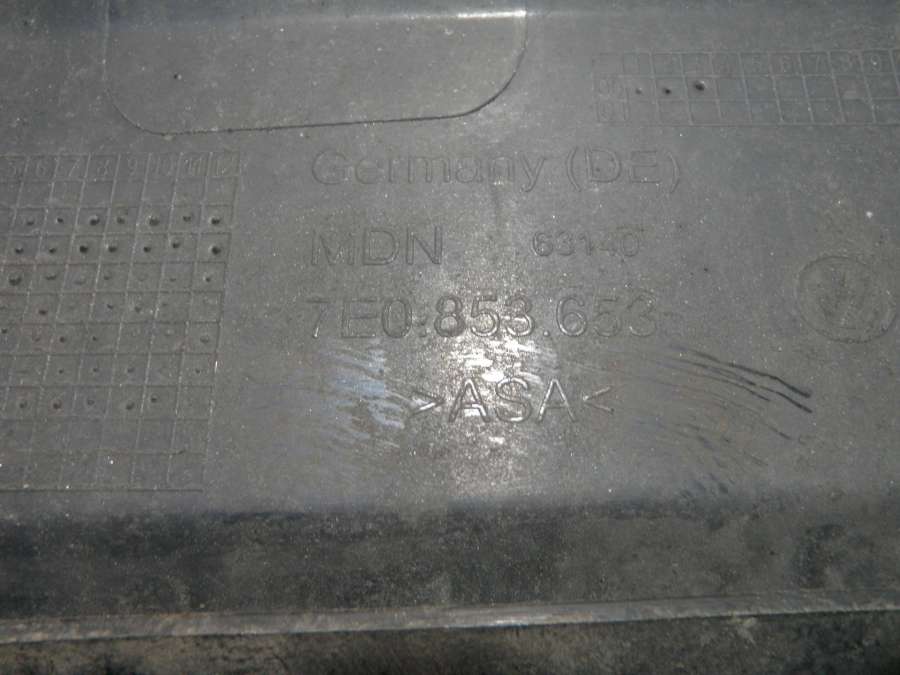 Germany (DE)
MDN 63140
7E0.853.653
>ASA<